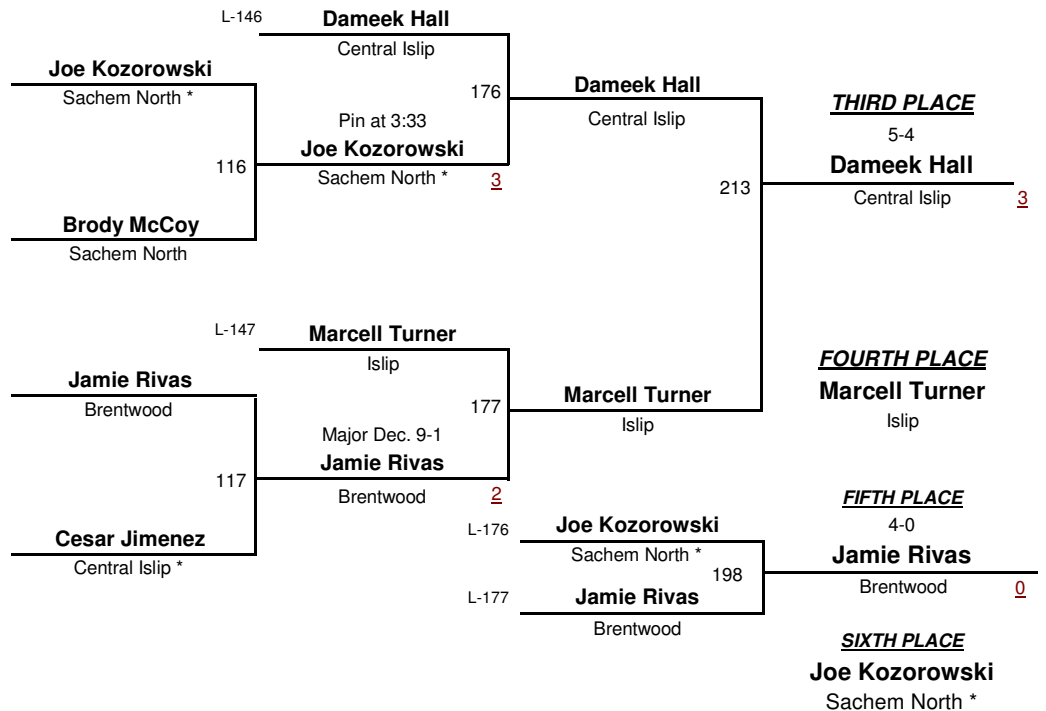 L-146
Dameek Hall
Central Islip
Joe Kozorowski
Sachem North *
176
Pin at 3:33
Joe Kozorowski
Sachem North *
3
116
Brody McCoy
Sachem North
Dameek Hall
Central Islip
THIRD PLACE
5-4
Dameek Hall
Central Islip
3
213
L-147
Marcell Turner
Islip
Jamie Rivas
Brentwood
177
Major Dec. 9-1
Jamie Rivas
Brentwood
2
117
Cesar Jimenez
Central Islip *
Marcell Turner
Islip
FOURTH PLACE
Marcell Turner
Islip
L-176
Joe Kozorowski
Sachem North *
198
L-177
Jamie Rivas
Brentwood
FIFTH PLACE
4-0
Jamie Rivas
Brentwood
0
SIXTH PLACE
Joe Kozorowski
Sachem North *